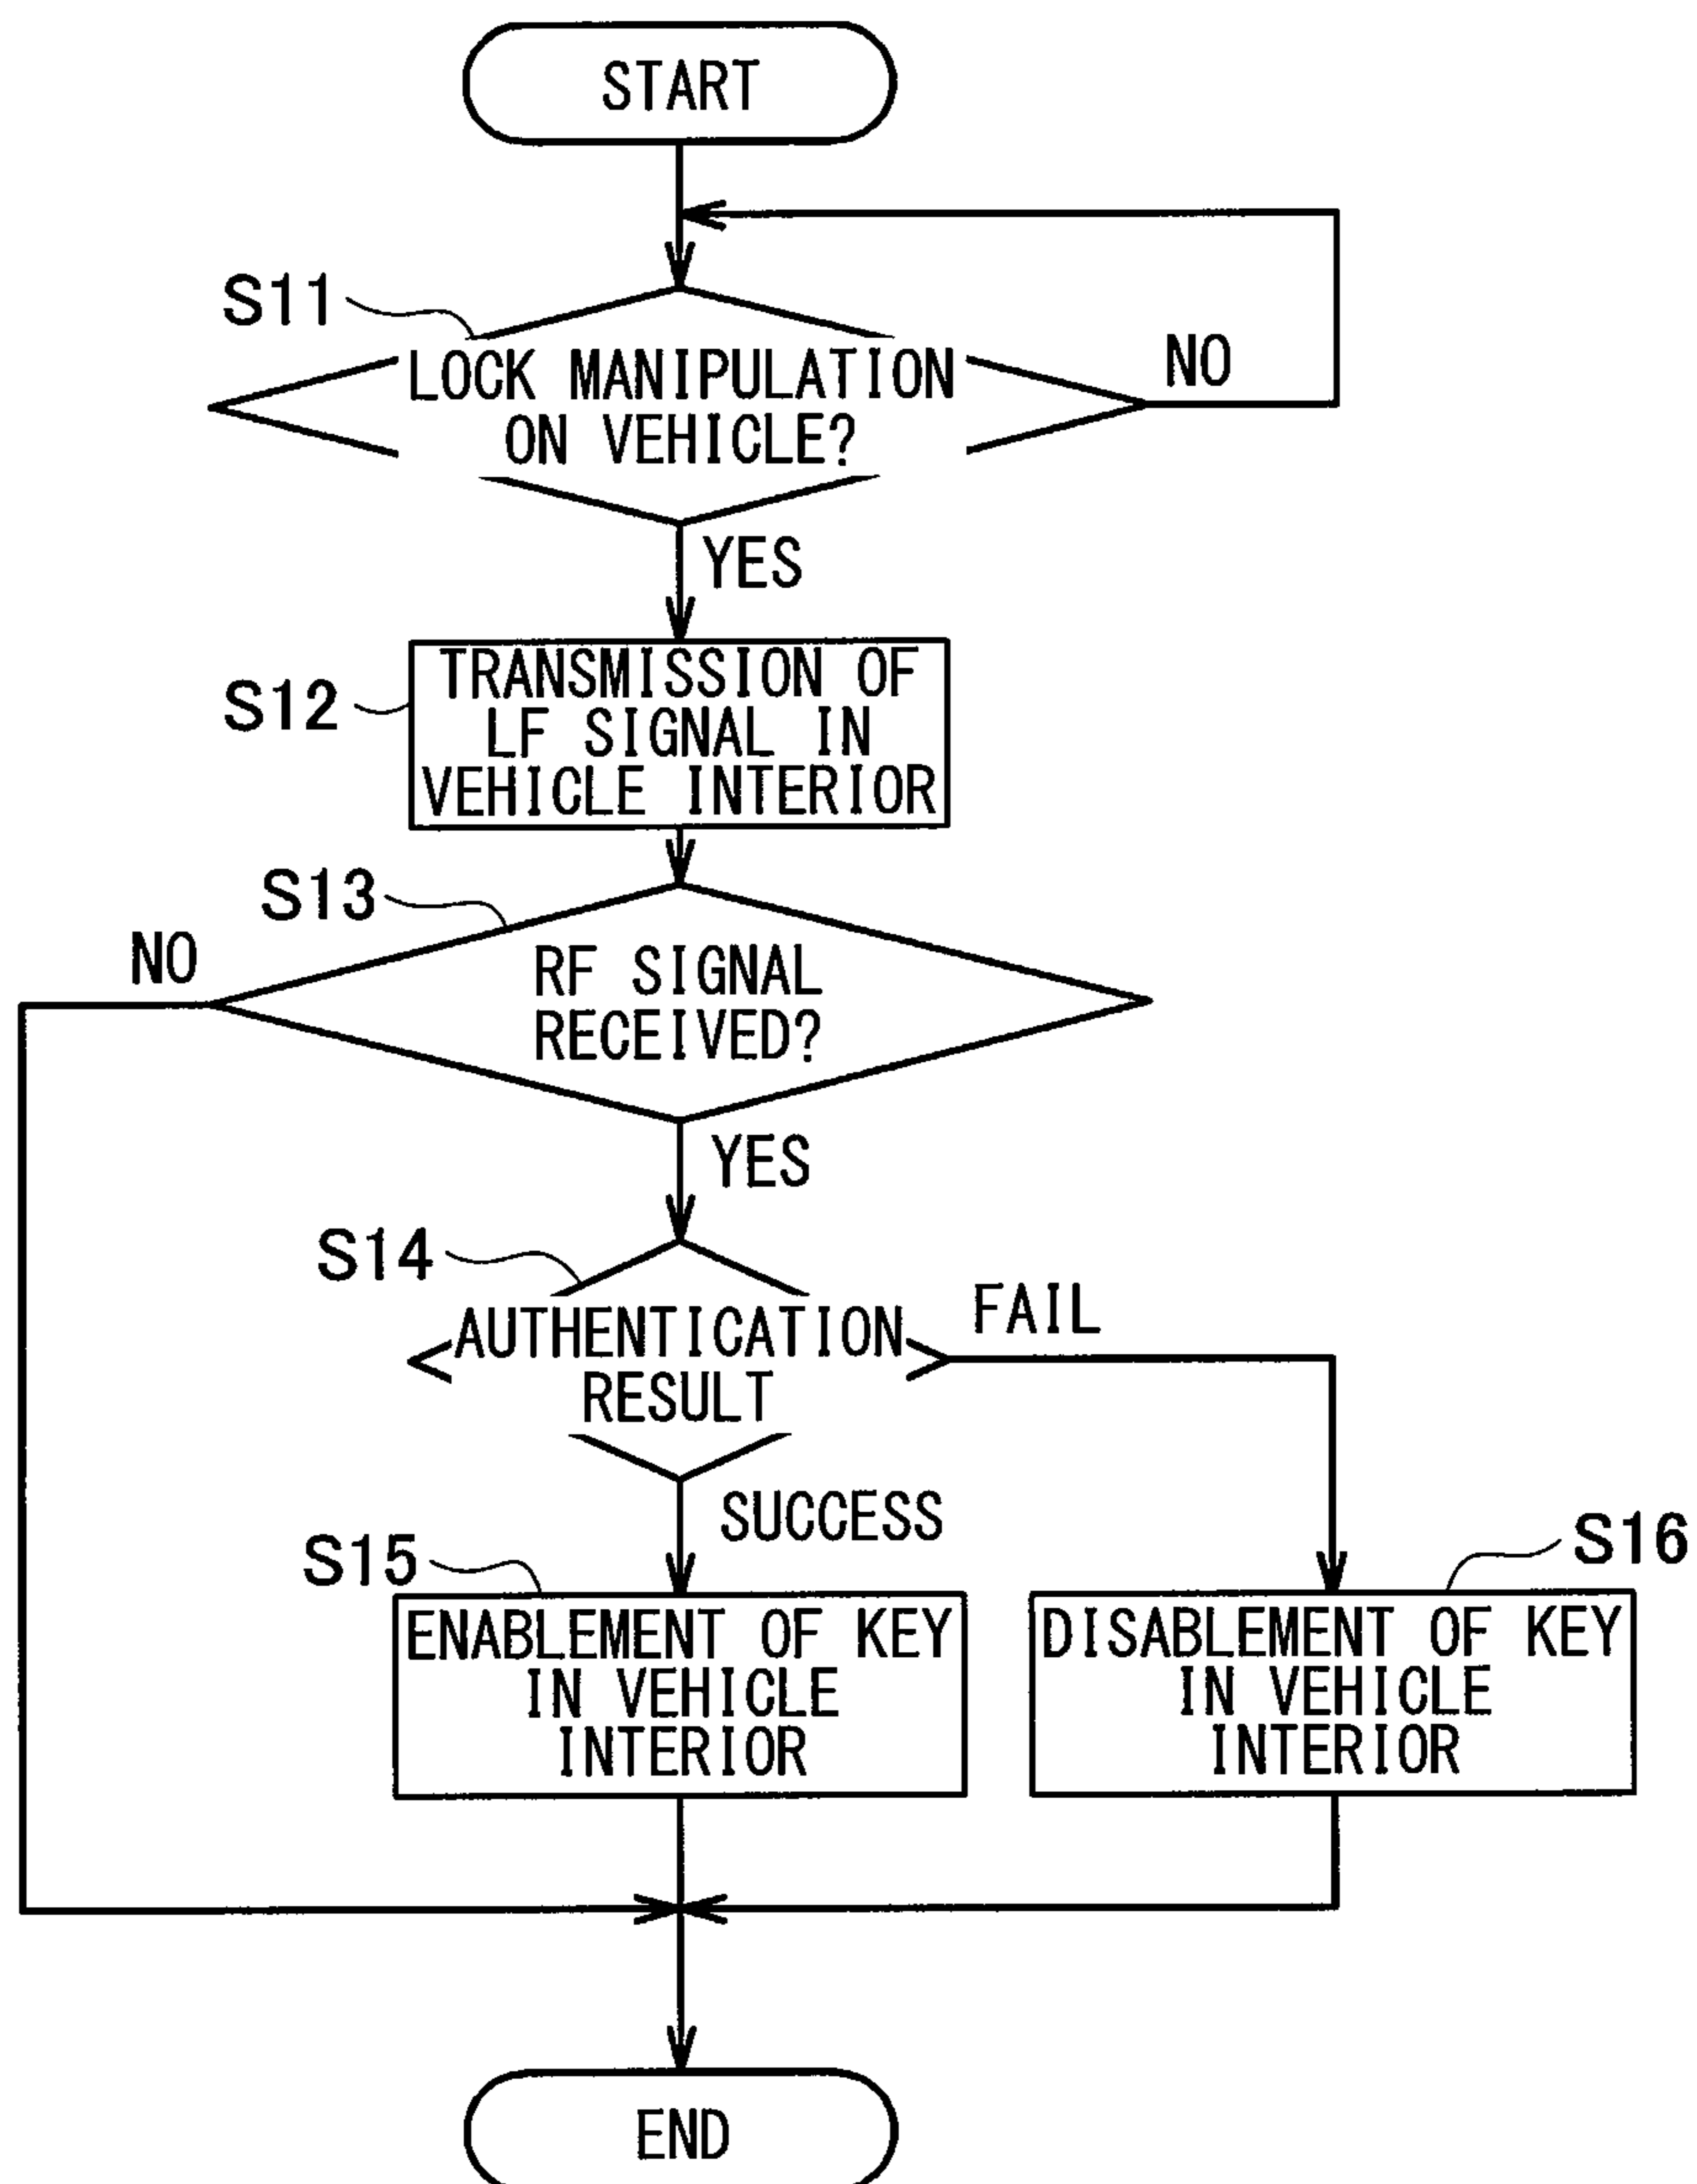 START
S11
LOCK MANIPULATION
ON VEHICLE?
NO
YES
S12
TRANSMISSION OF
LF SIGNAL IN
VEHICLE INTERIOR
S13
NO
RF SIGNAL
RECEIVED?
YES
S14
AUTHENTICATION
RESULT
FAIL
SUCCESS
S15
ENABLEMENT OF KEY
IN VEHICLE
INTERIOR
S16
DISABLEMENT OF KEY
IN VEHICLE
INTERIOR
END